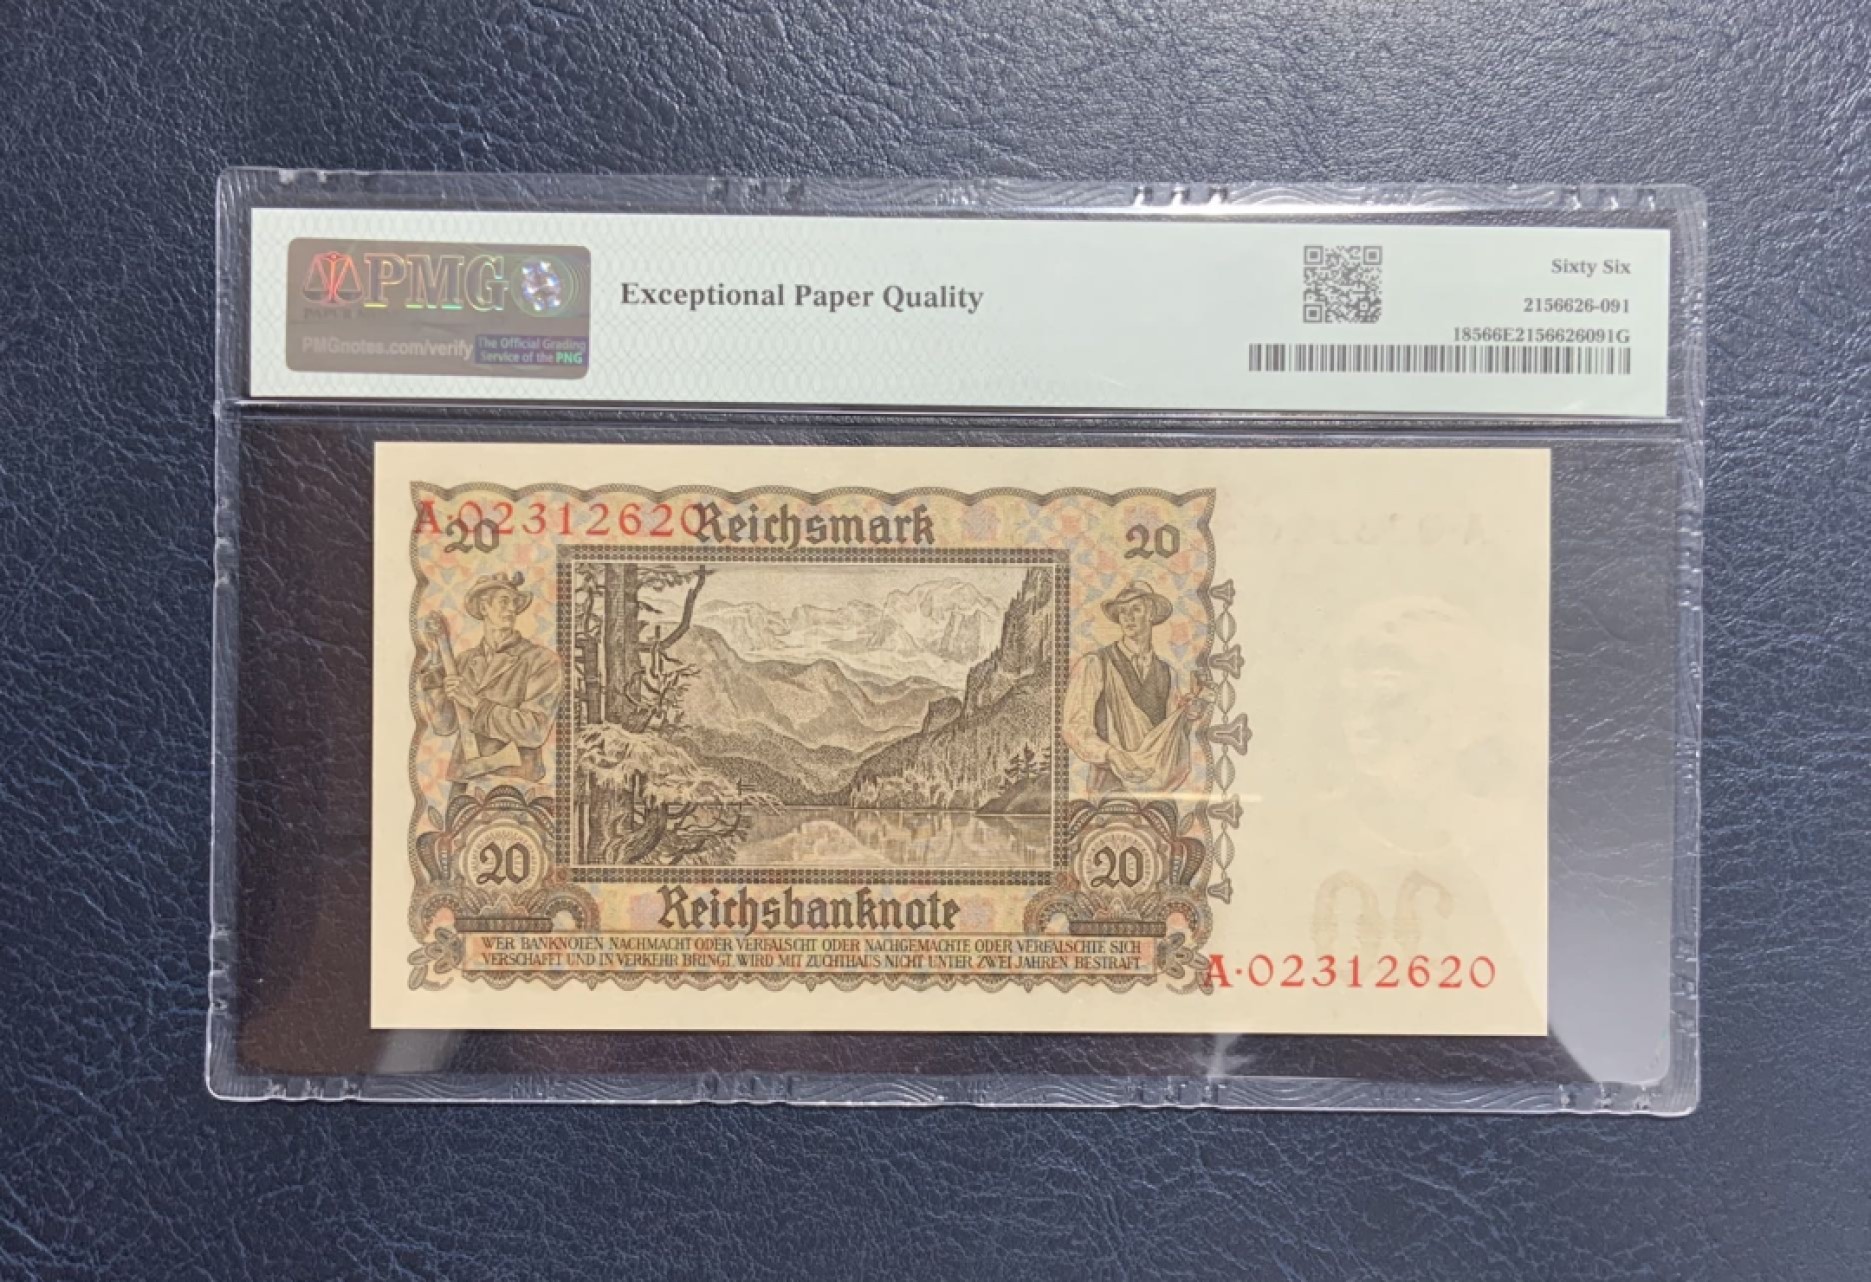 PMG
PMGnotes.com/verify
The Official Grading
Service of the PNG
Exceptional Paper Quality
Sixty Six
2156626-091
18566E2156626091G
A·02312620
20
Reichsmark
20
20
20
Reichsbanknote
WER BANKNOTEN NACHMACHT ODER VERFALSCHT ODER NACHGEMACHTE ODER VERFALSCHTE SICH
VERSCHAFFT UND IN VERKEHR BRINGT, WIRD MIT ZUCHTHAUS NICHT UNTER ZWEI JAHREN BESTRAFT
A·02312620